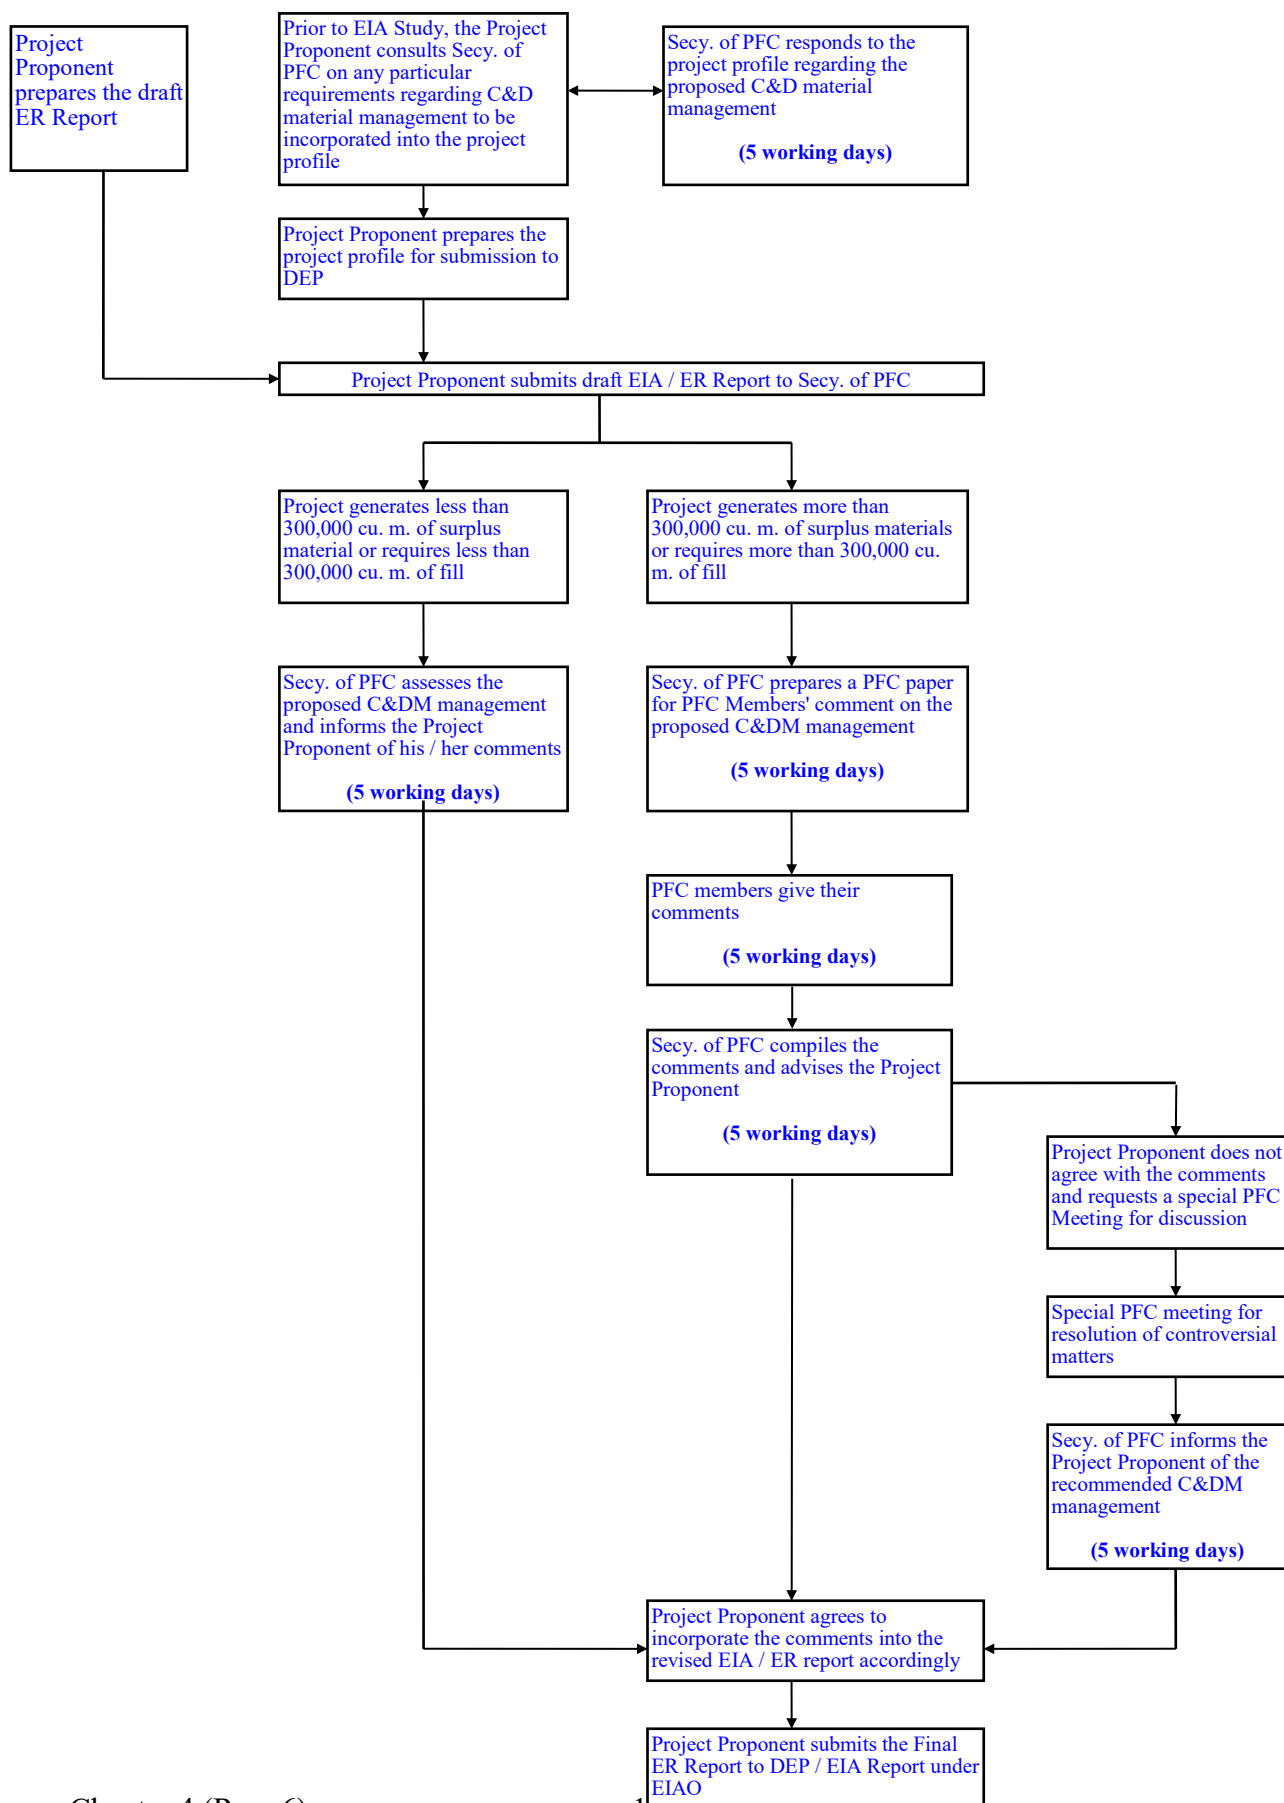 Project
Proponent
prepares the draft
ER Report
Prior to EIA Study, the Project
Proponent consults Secy. of
PFC on any particular
requirements regarding C&D
material management to be
incorporated into the project
profile
Secy. of PFC responds to the
project profile regarding the
proposed C&D material
management
(5 working days)
Project Proponent prepares the
project profile for submission to
DEP
Project Proponent submits draft EIA / ER Report to Secy. of PFC
Project generates less than
300,000 cu. m. of surplus
material or requires less than
300,000 cu. m. of fill
Project generates more than
300,000 cu. m. of surplus materials
or requires more than 300,000 cu.
m. of fill
Secy. of PFC assesses the
proposed C&DM management
and informs the Project
Proponent of his / her comments
(5 working days)
Secy. of PFC prepares a PFC paper
for PFC Members' comment on the
proposed C&DM management
(5 working days)
PFC members give their
comments
(5 working days)
Secy. of PFC compiles the
comments and advises the Project
Proponent
(5 working days)
Project Proponent does not
agree with the comments
and requests a special PFC
Meeting for discussion
Special PFC meeting for
resolution of controversial
matters
Secy. of PFC informs the
Project Proponent of the
recommended C&DM
management
(5 working days)
Project Proponent agrees to
incorporate the comments into the
revised EIA / ER report accordingly
Project Proponent submits the Final
ER Report to DEP / EIA Report under
EIAO